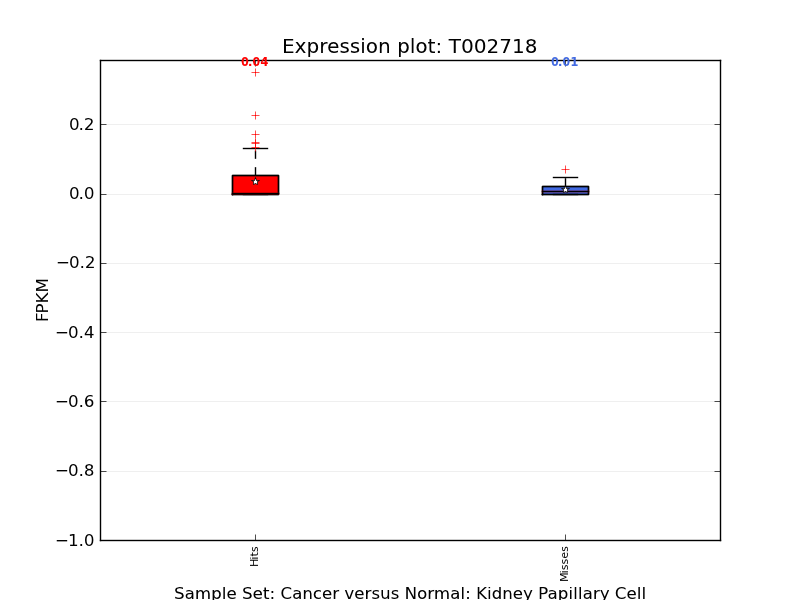 Expression plot: T002718
0.04
0.01
0.2
0.0
−0.2
−0.4
−0.6
−0.8
−1.0
FPKM
Hits
Misses
Sample Set: Cancer versus Normal: Kidney Papillary Cell